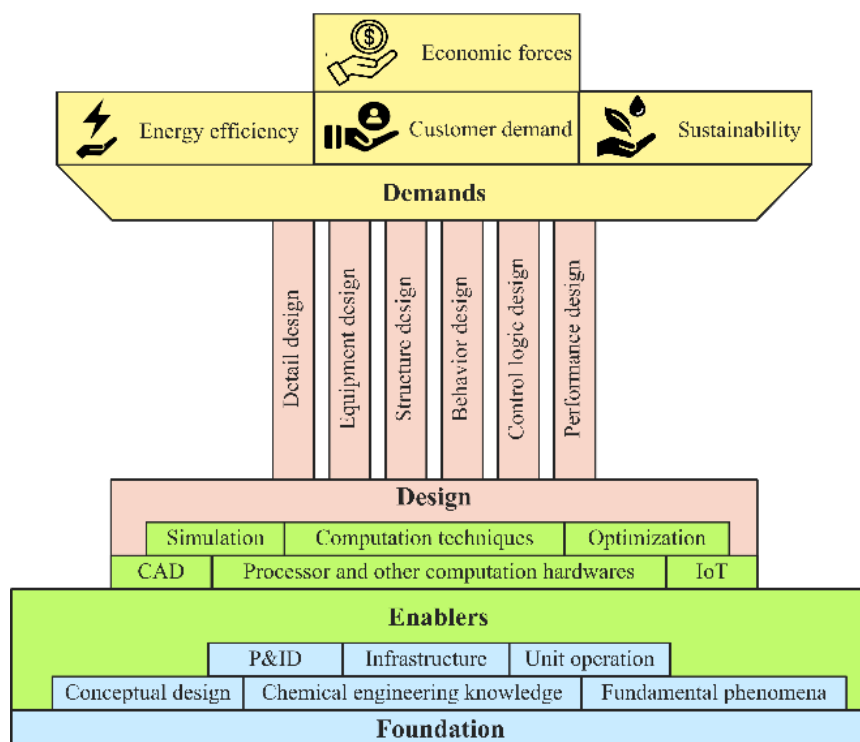 $
Economic forces
Energy efficiency
Customer demand
Sustainability
Demands
Detail design
Equipment design
Structure design
Behavior design
Control logic design
Performance design
Design
Simulation
Computation techniques
Optimization
CAD
Processor and other computation hardwares
IoT
Enablers
P&ID
Infrastructure
Unit operation
Conceptual design
Chemical engineering knowledge
Fundamental phenomena
Foundation